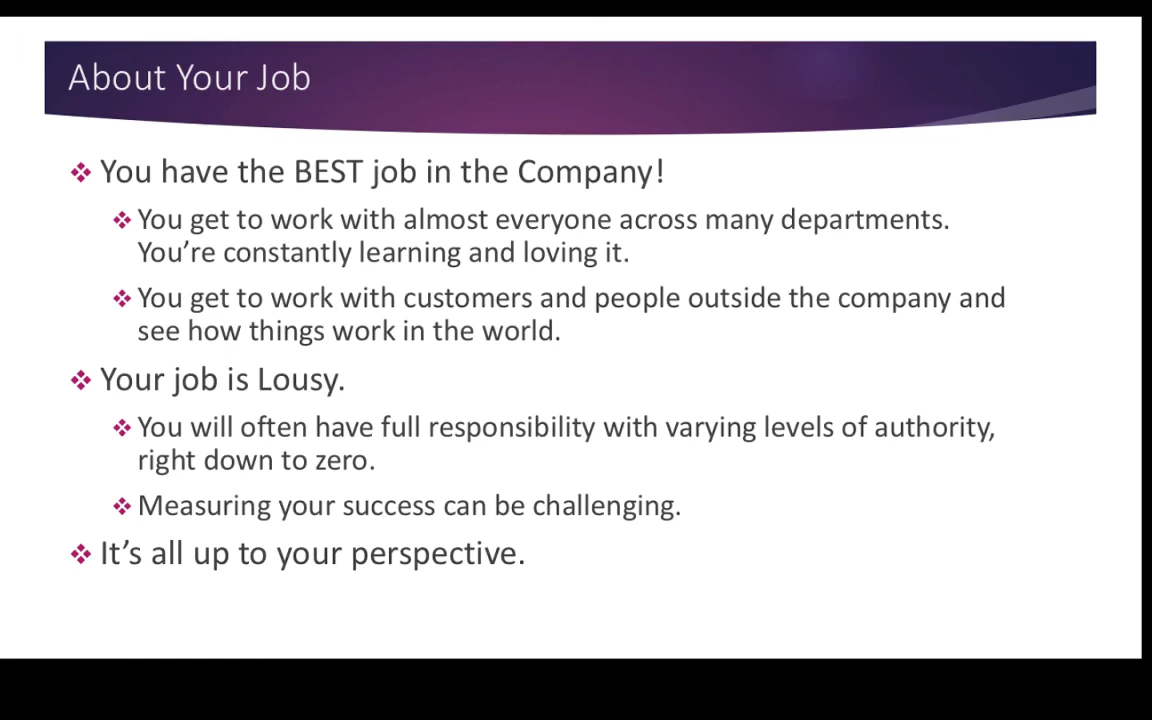 About Your Job
You have the BEST job in the Company!
You get to work with almost everyone across many departments.
You’re constantly learning and loving it.
You get to work with customers and people outside the company and
see how things work in the world.
Your job is Lousy.
You will often have full responsibility with varying levels of authority,
right down to zero.
Measuring your success can be challenging.
It’s all up to your perspective.